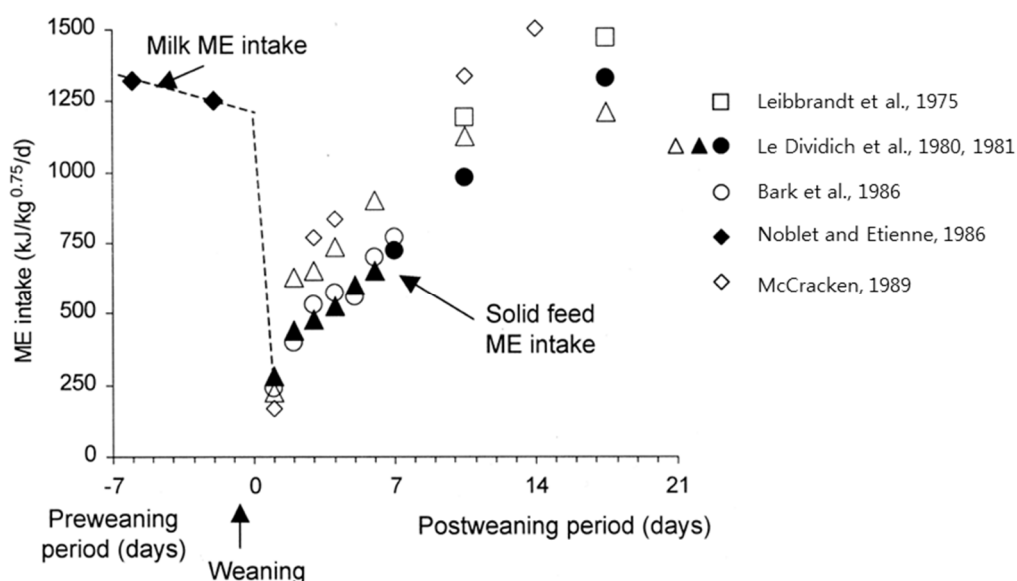 1500
1250
1000
750
500
250
0
ME intake (kJ/kg^0.75/d)
Milk ME intake
Solid feed
ME intake
-7
0
7
14
21
Preweaning
period (days)
Weaning
Postweaning period (days)
Leibbrandt et al., 1975
Le Dividich et al., 1980, 1981
Bark et al., 1986
Noblet and Etienne, 1986
McCracken, 1989